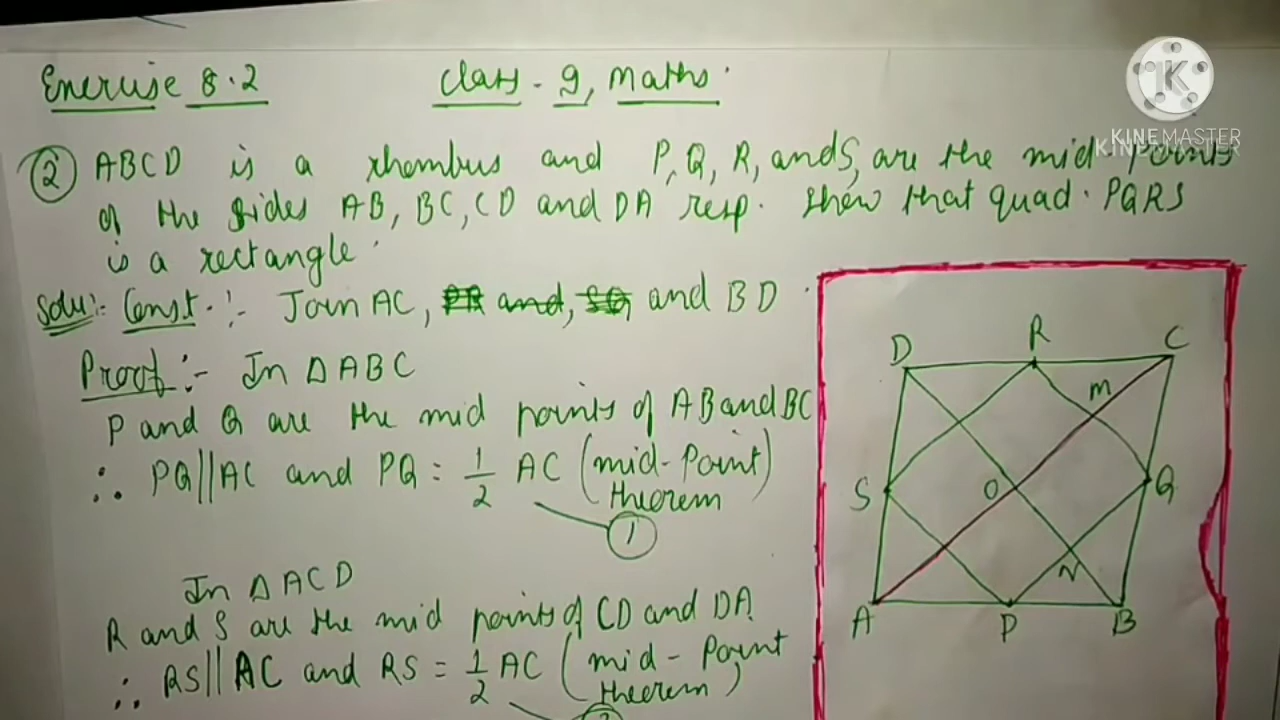 Exercise 8.2 Class - 9, Maths.
② ABCD is a rhombus and P, Q, R, and S, are the mid points
of the sides AB, BC, CD and DA resp. Show that quad. PQRS
is a rectangle.
Solu:- Const. :- Join AC, and, and BD
Proof :- In △ ABC
P and Q are the mid points of AB and BC
∴ PQ || AC and PQ = 1/2 AC (mid-Point theorem)
①
In △ ACD
R and S are the mid points of CD and DA.
∴ RS || AC and RS = 1/2 AC (mid-Point theorem)
②
D R C
M
S O Q
N
A P B
K
KINEMASTER
KINEMASTER